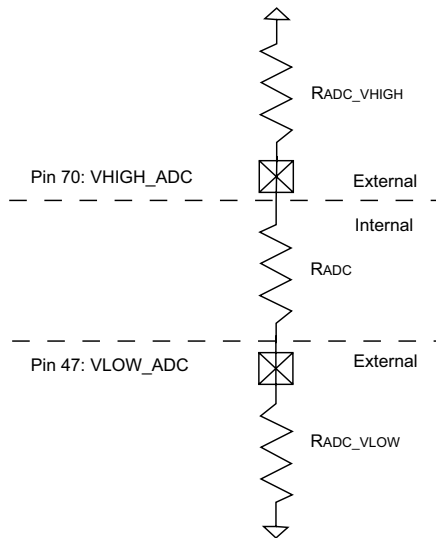 RADC_VHIGH
Pin 70: VHIGH_ADC
External
Internal
RADC
Pin 47: VLOW_ADC
External
RADC_VLOW